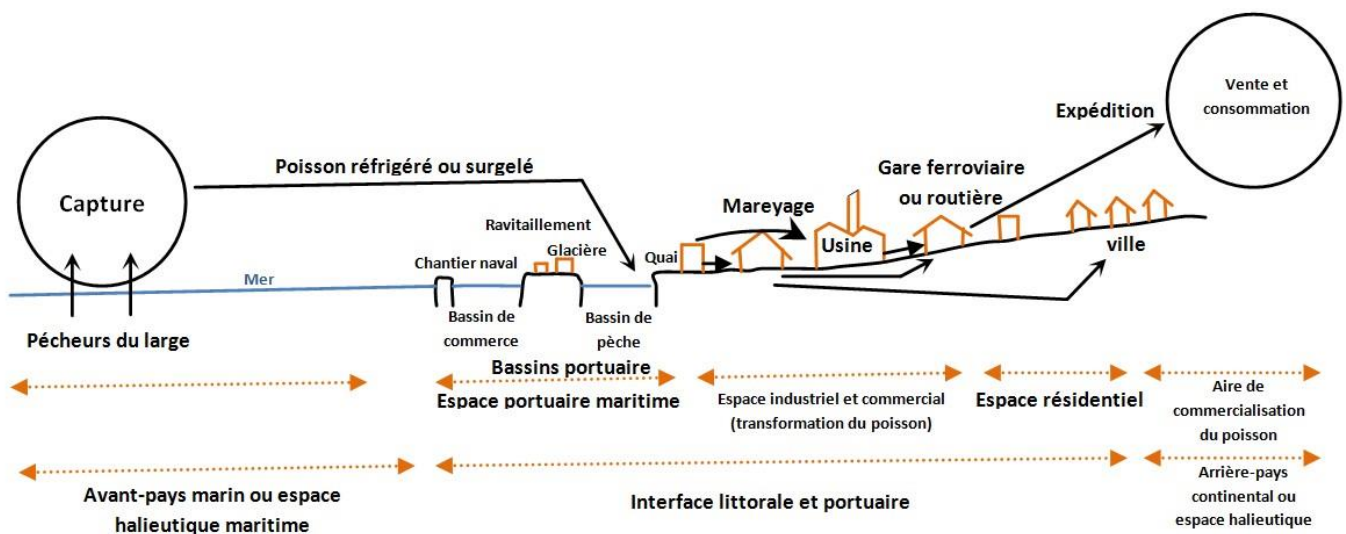 Vente et
consommation
Expédition
Poisson réfrigéré ou surgelé
Gare ferroviaire
ou routière
Capture
Mareyage
Ravitaillement
Glacière
Usine
Quai
ville
Chantier naval
Mer
Bassin de
commerce
Bassin de
pèche
Pécheurs du large
Bassins portuaire
Espace portuaire maritime
Espace industriel et commercial
(transformation du poisson)
Espace résidentiel
Aire de
commercialisation
du poisson
Avant-pays marin ou espace
halieutique maritime
Interface littorale et portuaire
Arrière-pays
continental ou
espace halieutique